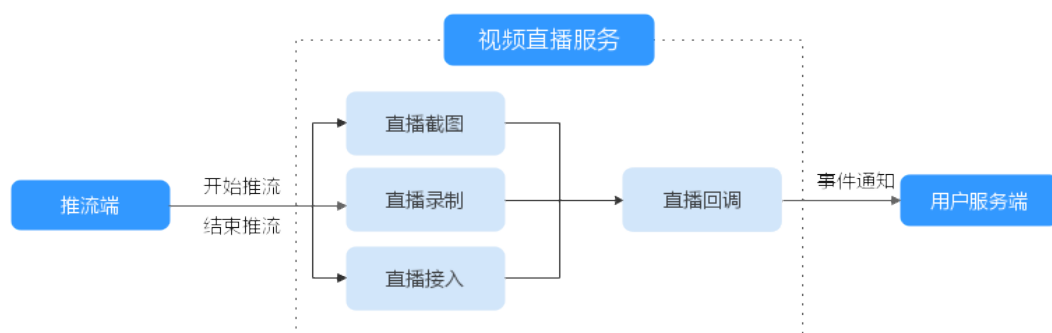 视频直播服务
直播截图
开始推流
事件通知
推流端
直播录制
直播回调
用户服务端
结束推流
直播接入